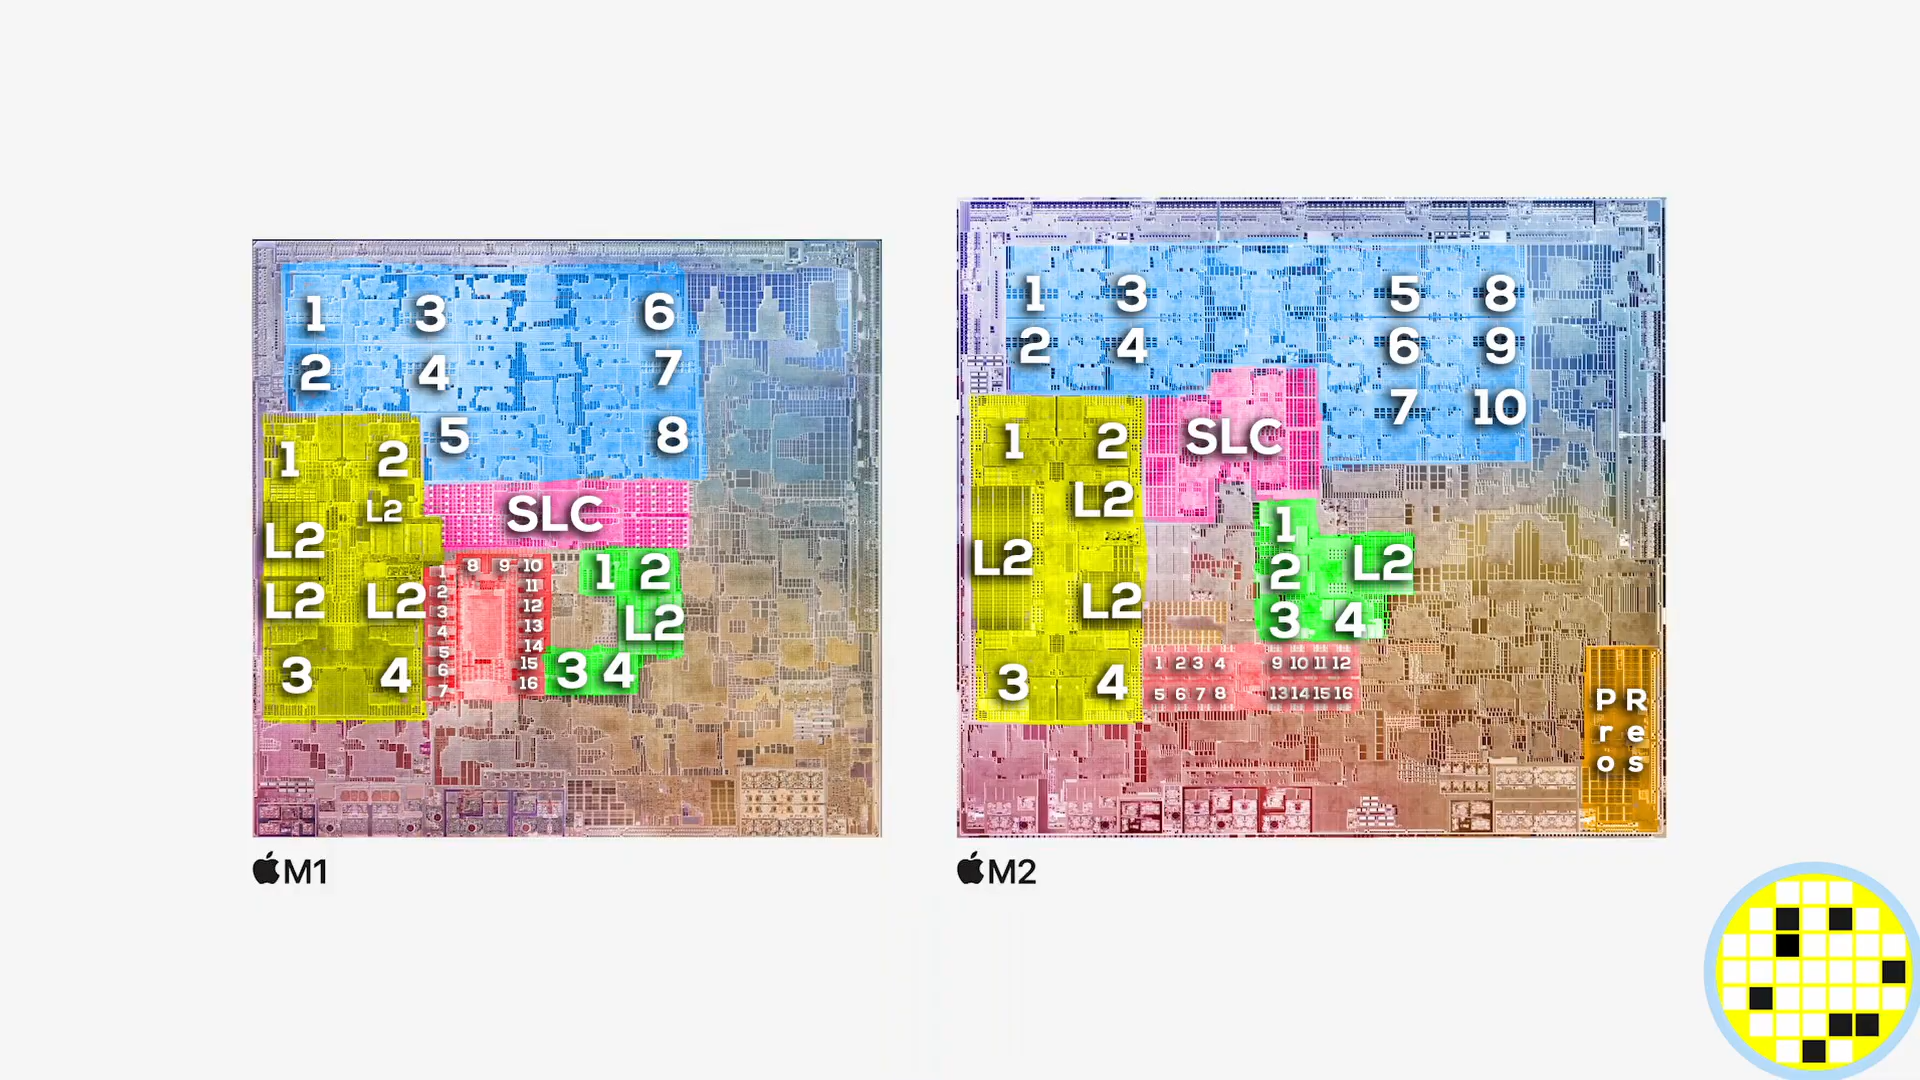 1 3 6
2 4 7
5 8
1 2
L2
L2
L2 L2
3 4
SLC
1 8 9 10
2 11
3 12
4 13
5 14
6 15
7 16
1 2
L2
3 4
M1
1 3 5 8
2 4 6 9
7 10
1 2
L2
L2
L2
3 4
SLC
1
2 L2
3 4
1 2 3 4 9 10 11 12
5 6 7 8 13 14 15 16
P R
r e
o s
M2